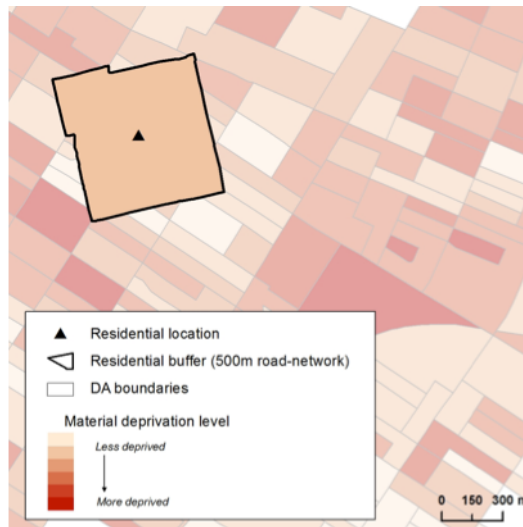 Residential location
Residential buffer (500m road-network)
DA boundaries
Material deprivation level
Less deprived
More deprived
0 150 300 m